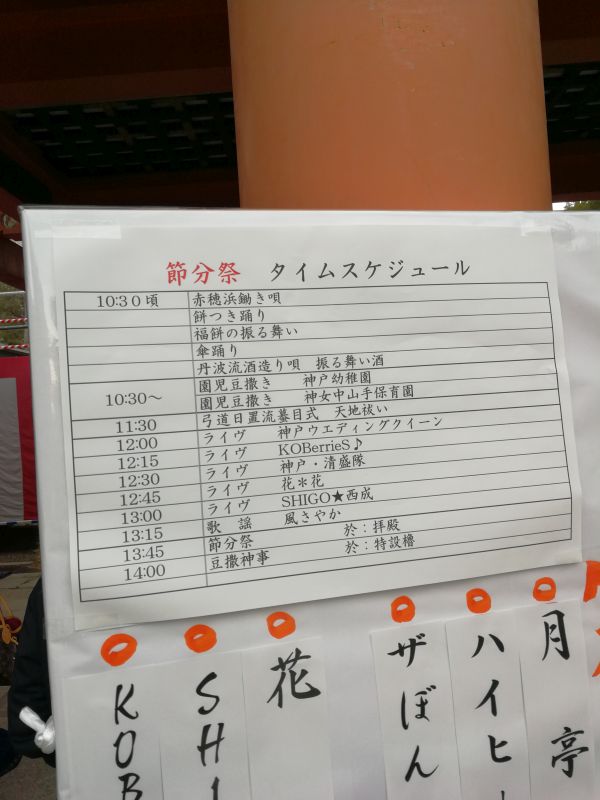 節分祭 タイムスケジュール
10:30頃 赤穂浜鋤き唄
餅つき踊り
福餅の振る舞い
傘踊り
丹波流酒造り唄 振る舞い酒
10:30～ 園児豆撒き 神戸幼稚園
園児豆撒き 神女中山手保育園
11:30 弓道日置流蟇目式 天地祓い
12:00 ライヴ 神戸ウエディングクイーン
12:15 ライヴ KOBerrieS♪
12:30 ライヴ 神戸・清盛隊
12:45 ライヴ 花＊花
13:00 ライヴ SHIGO★西成
13:15 歌 謡 風さやか
13:45 節分祭 於：拝殿
14:00 豆撒神事 於：特設櫓
月亭
ハイヒー
ザぼん
花
SHI
KOB